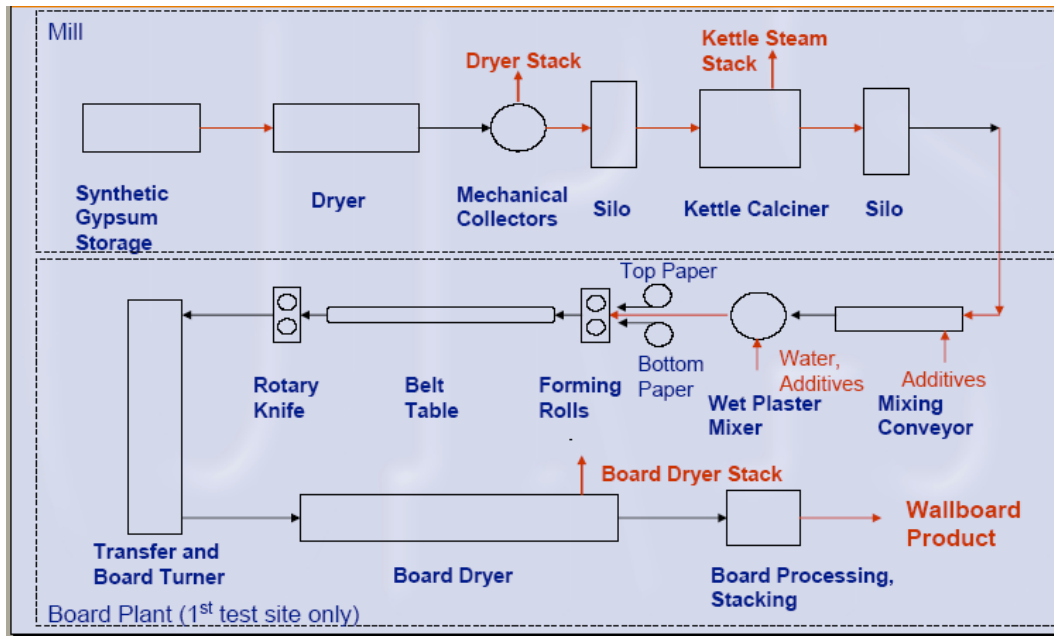 Mill
Dryer Stack
Kettle Steam
Stack
Synthetic
Gypsum
Storage
Dryer
Mechanical
Collectors
Silo
Kettle Calciner
Silo
Top Paper
Bottom
Paper
Water,
Additives
Additives
Rotary
Knife
Belt
Table
Forming
Rolls
Wet Plaster
Mixer
Mixing
Conveyor
Board Dryer Stack
Wallboard
Product
Transfer and
Board Turner
Board Dryer
Board Processing,
Stacking
Board Plant (1st test site only)